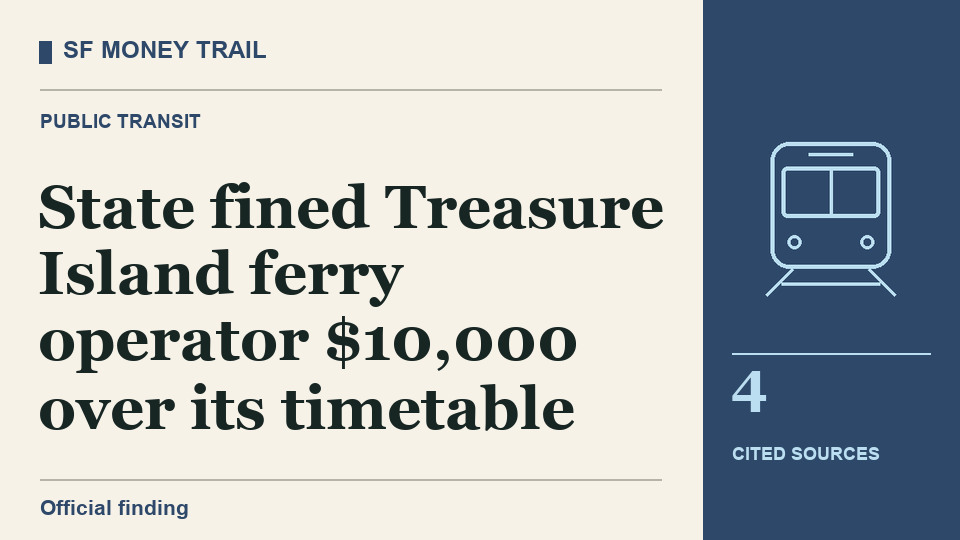 SF MONEY TRAIL
PUBLIC TRANSIT
State fined Treasure
Island ferry
operator $10,000
over its timetable
Official finding
4
CITED SOURCES